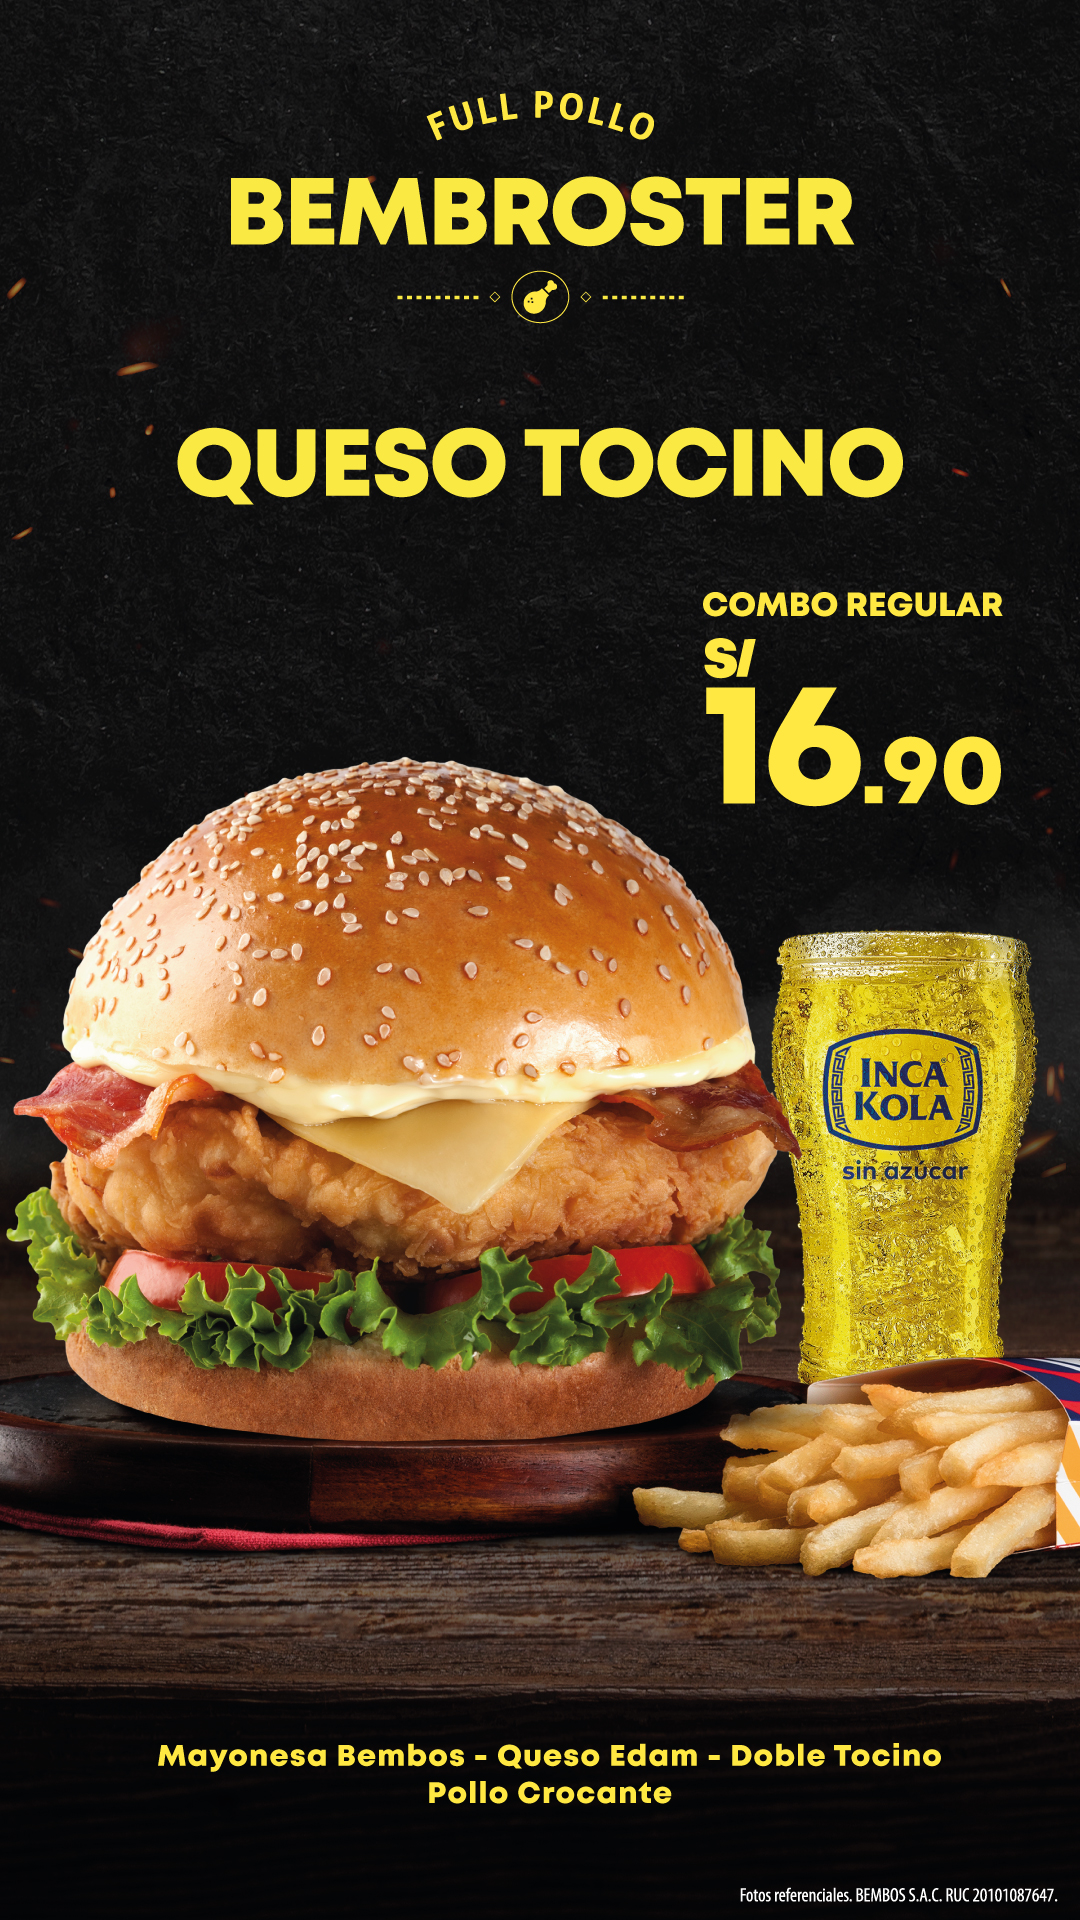 FULL POLLO
BEMBROSTER
QUESO TOCINO
COMBO REGULAR
S/
16.90
INCA
KOLA
sin azúcar
Mayonesa Bembos - Queso Edam - Doble Tocino
Pollo Crocante
Fotos referenciales. BEMBOS S.A.C. RUC 20101087647.